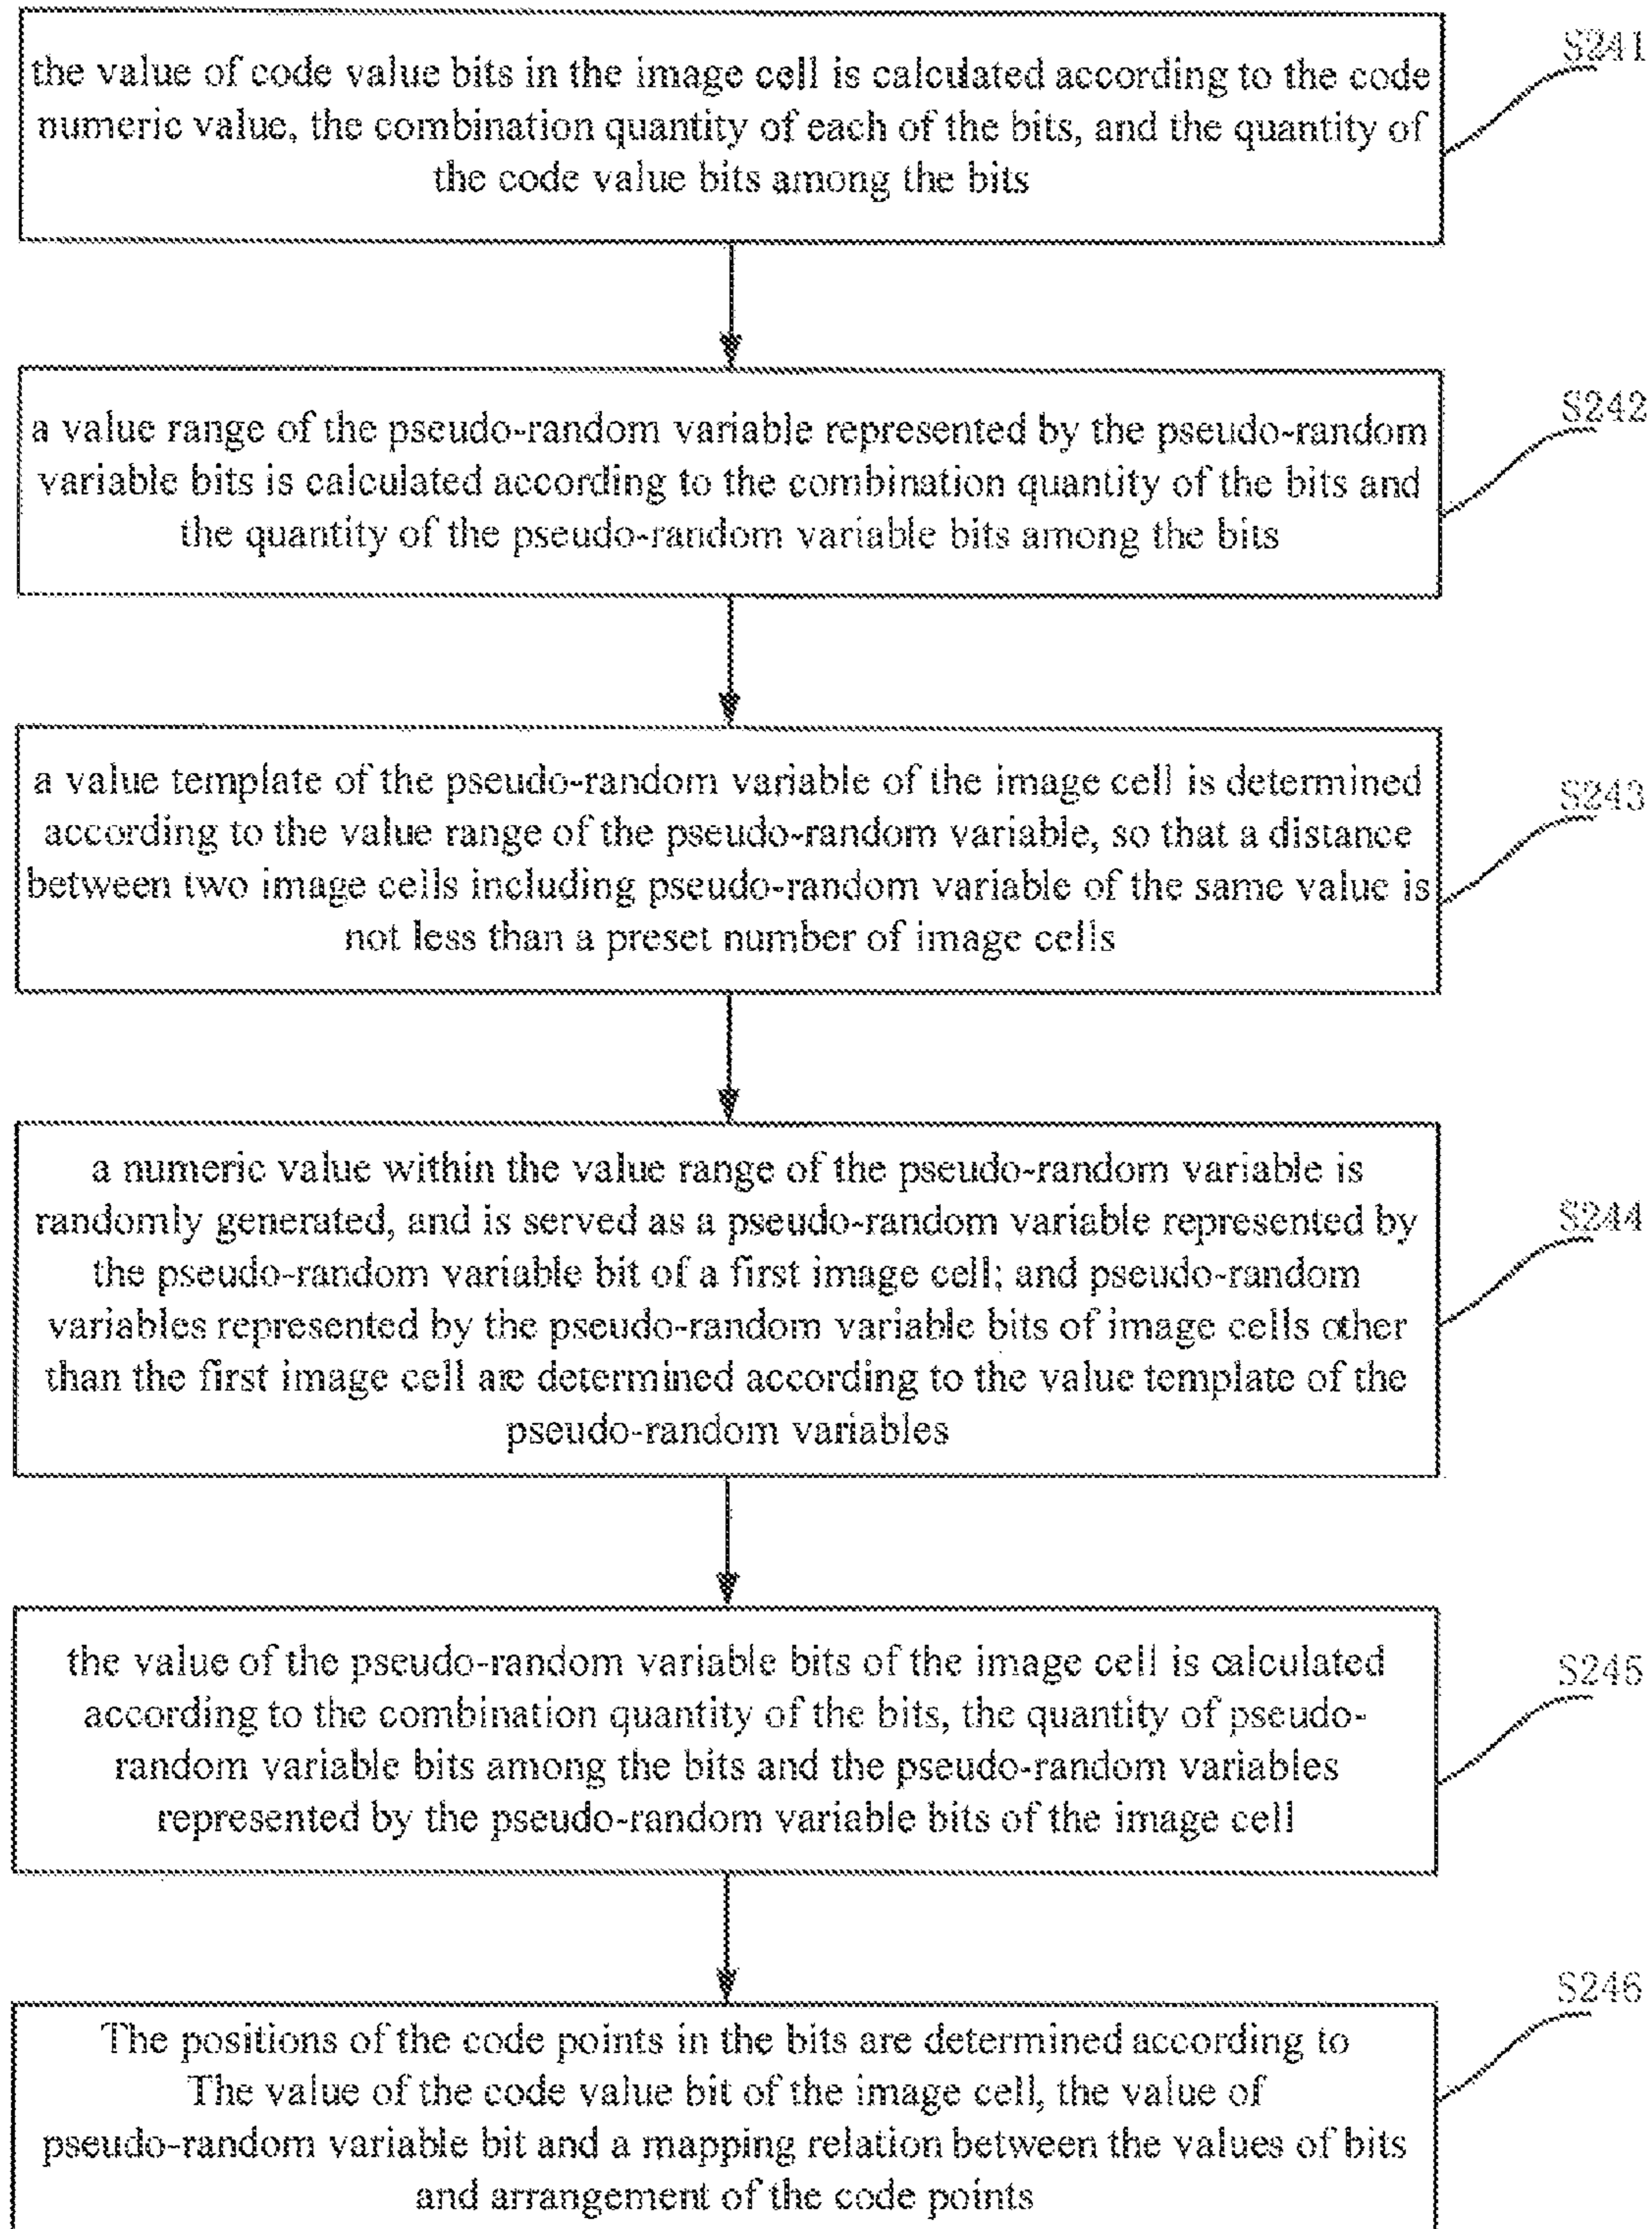 S241
the value of code value bits in the image cell is calculated according to the code
numeric value, the combination quantity of each of the bits, and the quantity of
the code value bits among the bits
S242
a value range of the pseudo-random variable represented by the pseudo-random
variable bits is calculated according to the combination quantity of the bits and
the quantity of the pseudo-random variable bits among the bits
S243
a value template of the pseudo-random variable of the image cell is determined
according to the value range of the pseudo-random variable, so that a distance
between two image cells including pseudo-random variable of the same value is
not less than a preset number of image cells
S244
a numeric value within the value range of the pseudo-random variable is
randomly generated, and is served as a pseudo-random variable represented by
the pseudo-random variable bit of a first image cell; and pseudo-random
variables represented by the pseudo-random variable bits of image cells other
than the first image cell are determined according to the value template of the
pseudo-random variables
S245
the value of the pseudo-random variable bits of the image cell is calculated
according to the combination quantity of the bits, the quantity of pseudo-
random variable bits among the bits and the pseudo-random variables
represented by the pseudo-random variable bits of the image cell
S246
The positions of the code points in the bits are determined according to
The value of the code value bit of the image cell, the value of
pseudo-random variable bit and a mapping relation between the values of bits
and arrangement of the code points